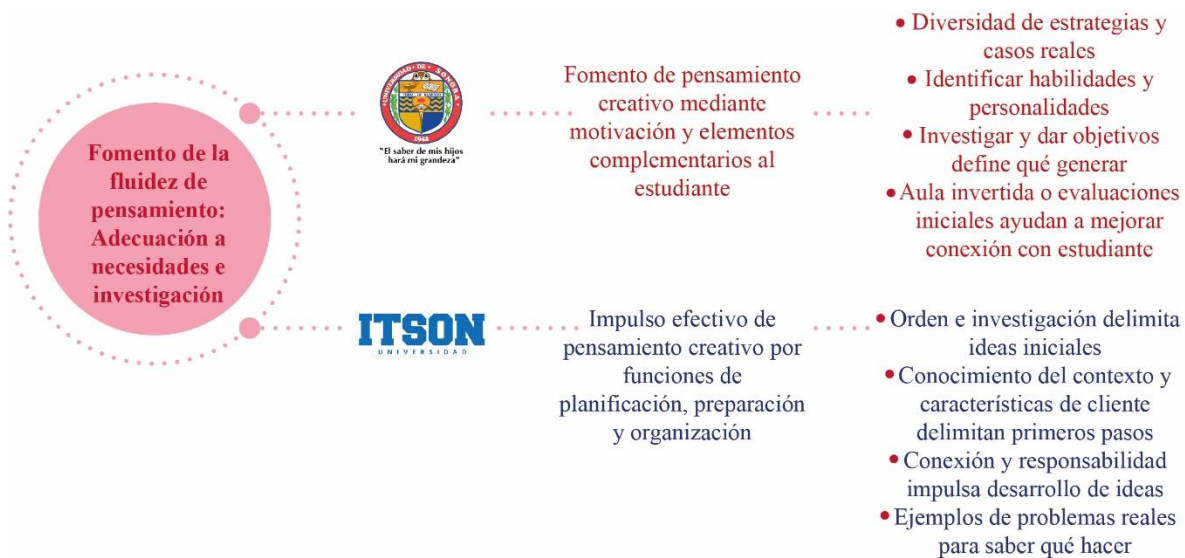 Fomento de la
fluidez de
pensamiento:
Adecuación a
necesidades e
investigación
UNIVERSIDAD DE SONORA
1942
"El saber de mis hijos
hará mi grandeza"
Fomento de pensamiento
creativo mediante
motivación y elementos
complementarios al
estudiante
• Diversidad de estrategias y
casos reales
• Identificar habilidades y
personalidades
• Investigar y dar objetivos
define qué generar
• Aula invertida o evaluaciones
iniciales ayudan a mejorar
conexión con estudiante
ITSON
UNIVERSIDAD
Impulso efectivo de
pensamiento creativo por
funciones de
planificación, preparación
y organización
• Orden e investigación delimita
ideas iniciales
• Conocimiento del contexto y
características de cliente
delimitan primeros pasos
• Conexión y responsabilidad
impulsa desarrollo de ideas
• Ejemplos de problemas reales
para saber qué hacer